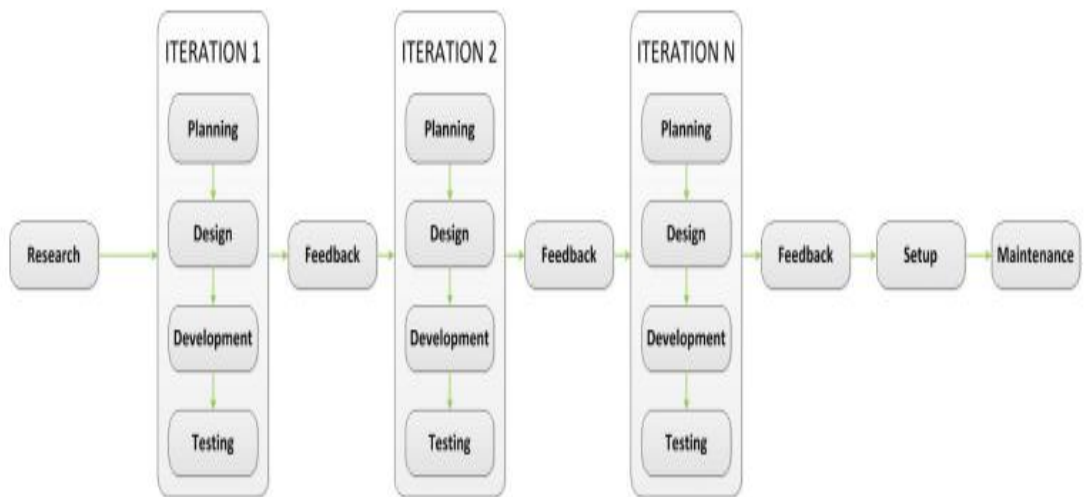 Research
ITERATION 1
Planning
Design
Development
Testing
Feedback
ITERATION 2
Planning
Design
Development
Testing
Feedback
ITERATION N
Planning
Design
Development
Testing
Feedback
Setup
Maintenance